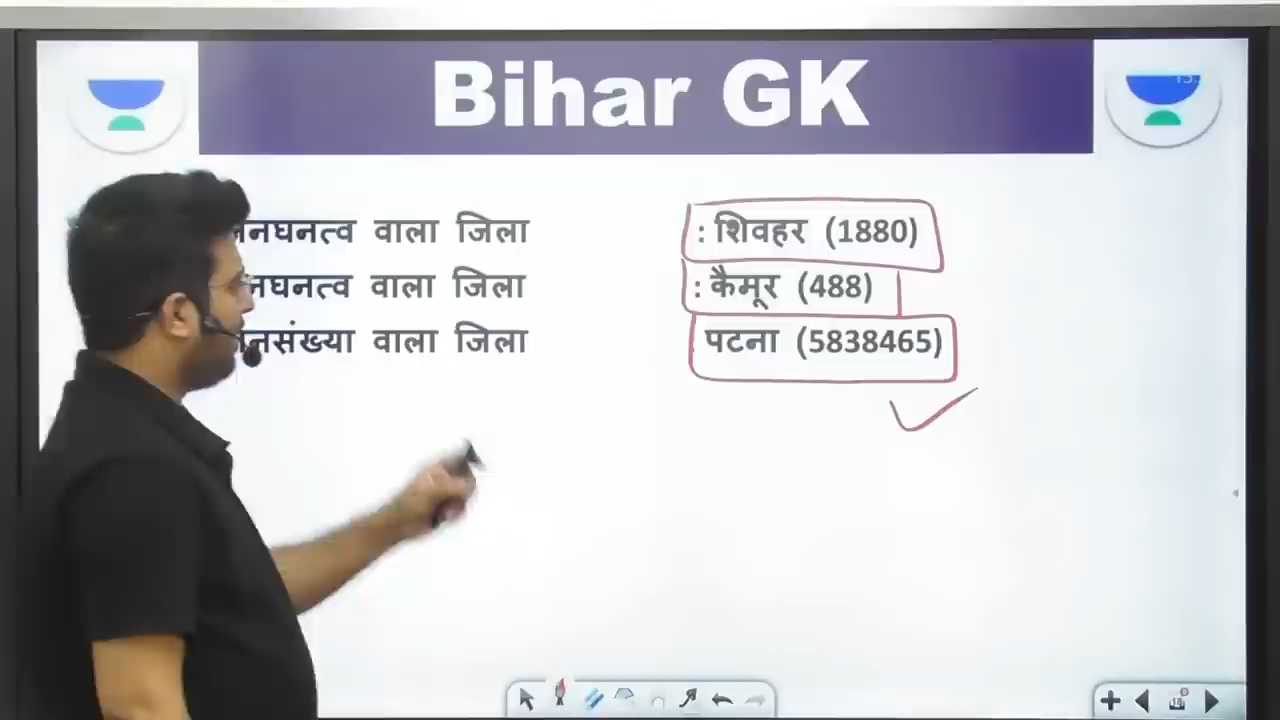 Bihar GK
जनघनत्व वाला जिला : शिवहर (1880)
जनघनत्व वाला जिला : कैमूर (488)
जनसंख्या वाला जिला पटना (5838465)